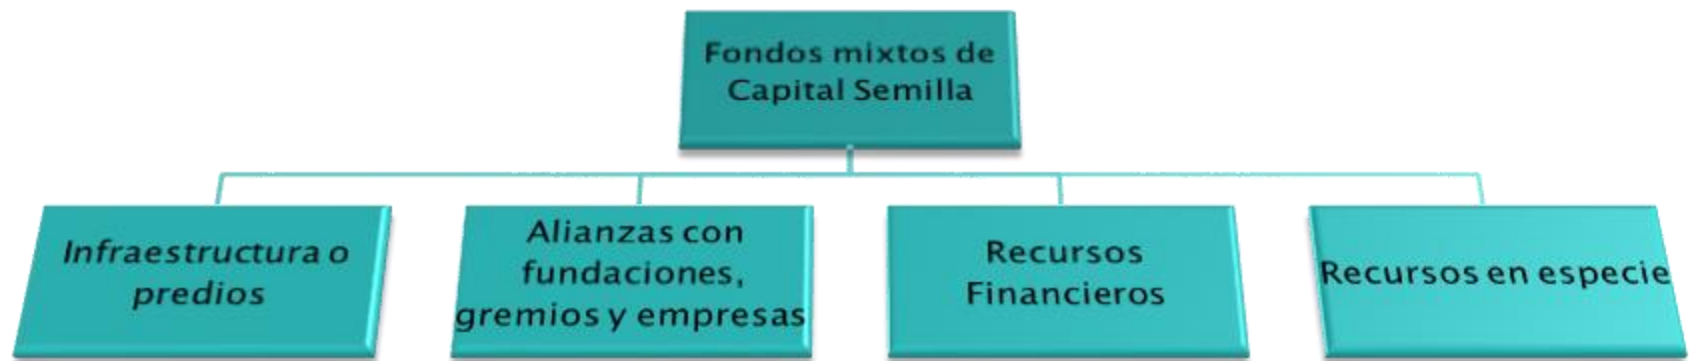 Fondos mixtos de
Capital Semilla
Infraestructura o
predios
Alianzas con
fundaciones,
gremios y empresas
Recursos
Financieros
Recursos en especie